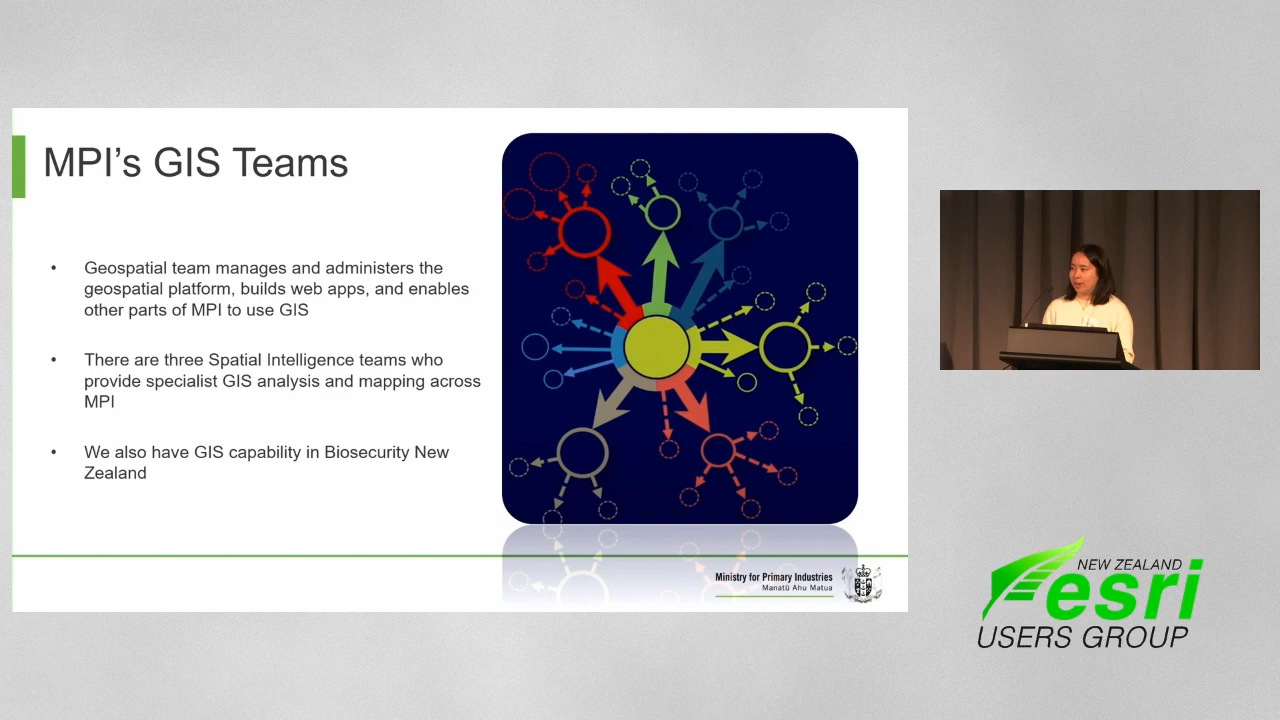 MPI’s GIS Teams
• Geospatial team manages and administers the
geospatial platform, builds web apps, and enables
other parts of MPI to use GIS
• There are three Spatial Intelligence teams who
provide specialist GIS analysis and mapping across
MPI
• We also have GIS capability in Biosecurity New
Zealand
Ministry for Primary Industries
Manatū Ahu Matua
NEW ZEALAND
esri
USERS GROUP